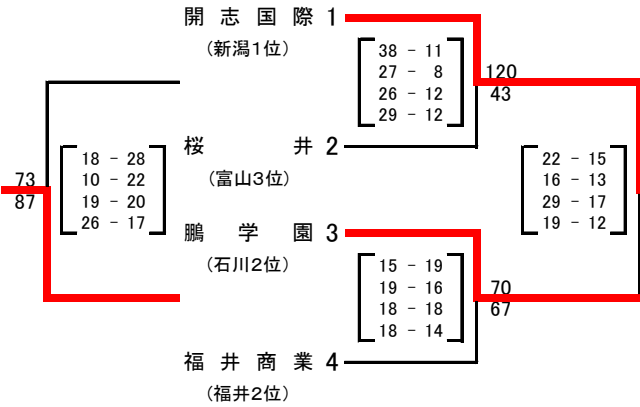 開志国際 1
(新潟1位)
38 - 11
27 - 8
26 - 12
29 - 12
120
43
桜井 2
(富山3位)
18 - 28
10 - 22
19 - 20
26 - 17
73
87
22 - 15
16 - 13
29 - 17
19 - 12
鵬学園 3
(石川2位)
15 - 19
19 - 16
18 - 18
18 - 14
70
67
福井商業 4
(福井2位)